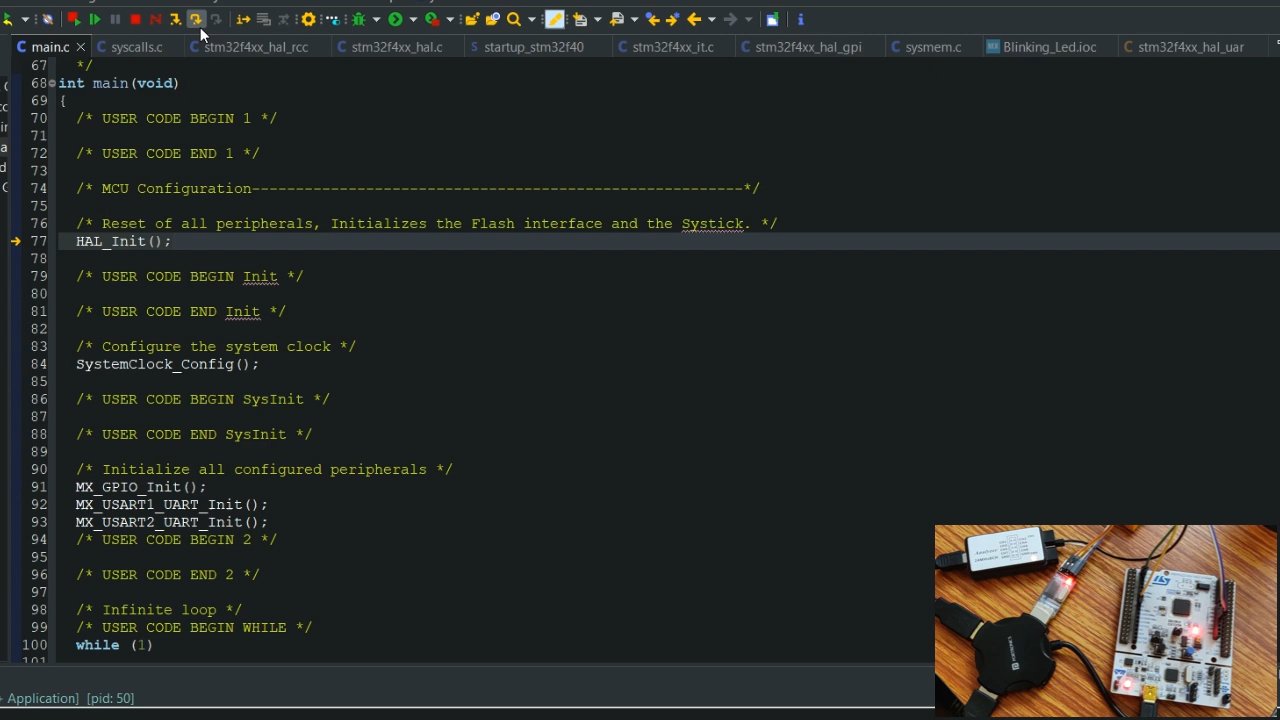 main.c
syscalls.c
stm32f4xx_hal_rcc
stm32f4xx_hal.c
startup_stm32f40
stm32f4xx_it.c
stm32f4xx_hal_gpi
sysmem.c
Blinking_Led.ioc
stm32f4xx_hal_uar
67 */
68 int main(void)
69 {
70 /* USER CODE BEGIN 1 */
71
72 /* USER CODE END 1 */
73
74 /* MCU Configuration--------------------------------------------------------*/
75
76 /* Reset of all peripherals, Initializes the Flash interface and the Systick. */
77 HAL_Init();
78
79 /* USER CODE BEGIN Init */
80
81 /* USER CODE END Init */
82
83 /* Configure the system clock */
84 SystemClock_Config();
85
86 /* USER CODE BEGIN SysInit */
87
88 /* USER CODE END SysInit */
89
90 /* Initialize all configured peripherals */
91 MX_GPIO_Init();
92 MX_USART1_UART_Init();
93 MX_USART2_UART_Init();
94 /* USER CODE BEGIN 2 */
95
96 /* USER CODE END 2 */
97
98 /* Infinite loop */
99 /* USER CODE BEGIN WHILE */
100 while (1)
101
Application] [pid: 50]